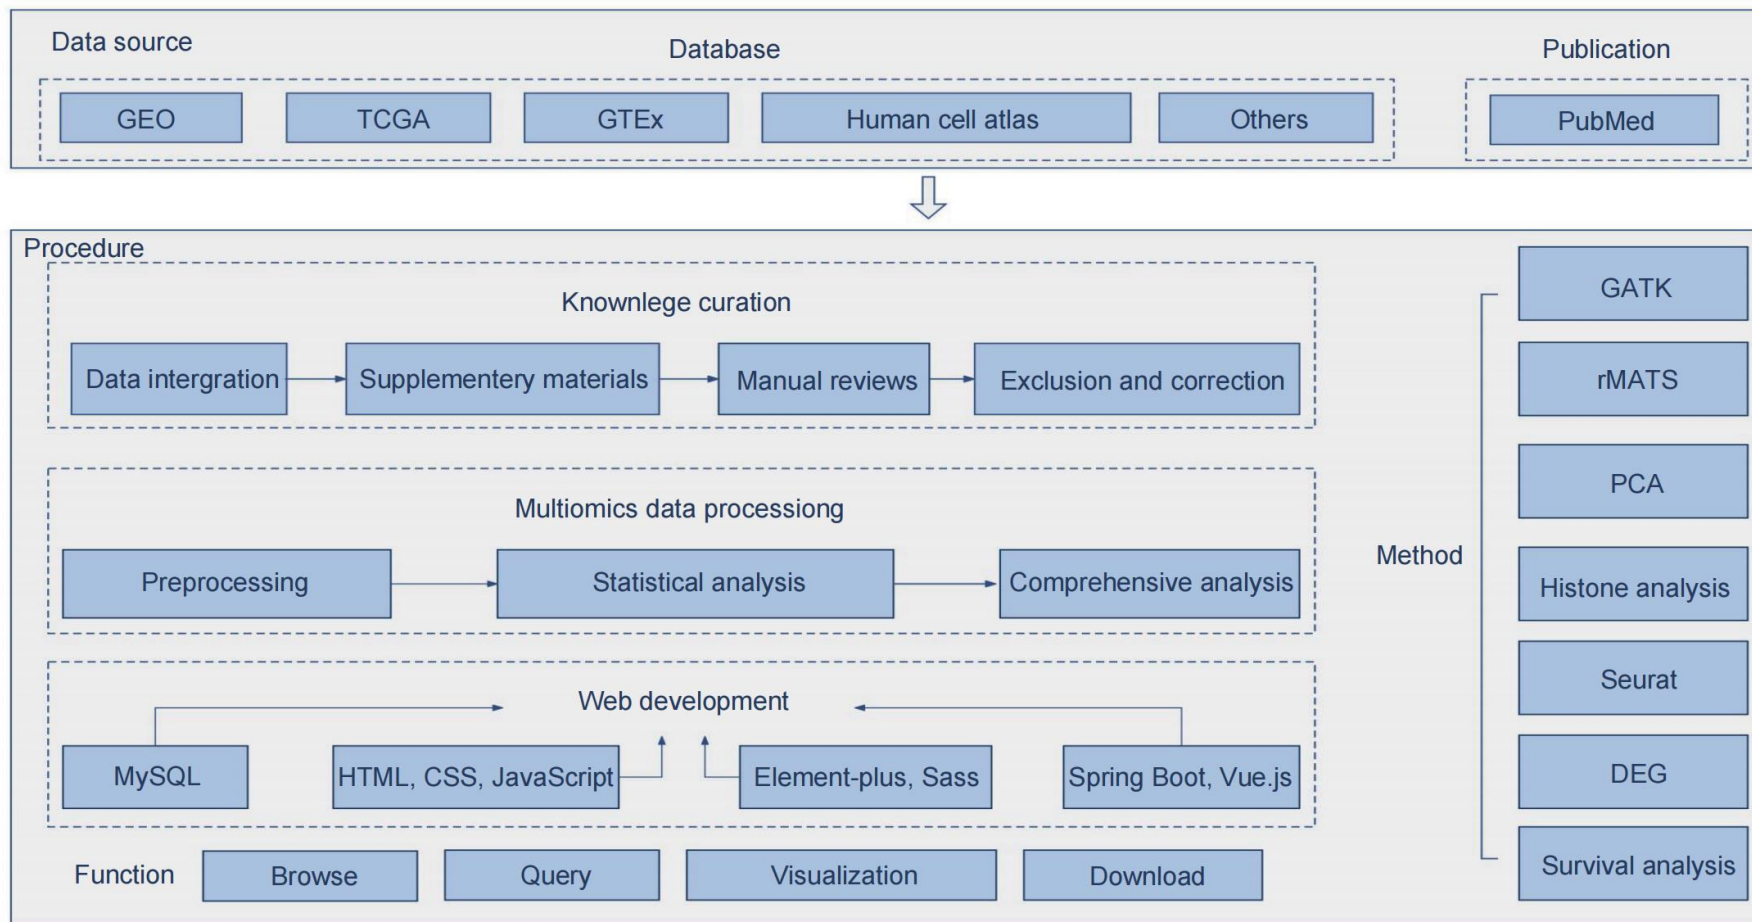 Data source
Database
Publication
GEO
TCGA
GTEx
Human cell atlas
Others
PubMed
Procedure
Knownlege curation
Data intergration
Supplementery materials
Manual reviews
Exclusion and correction
Multiomics data processiong
Preprocessing
Statistical analysis
Comprehensive analysis
Web development
MySQL
HTML, CSS, JavaScript
Element-plus, Sass
Spring Boot, Vue.js
Function
Browse
Query
Visualization
Download
Method
GATK
rMATS
PCA
Histone analysis
Seurat
DEG
Survival analysis